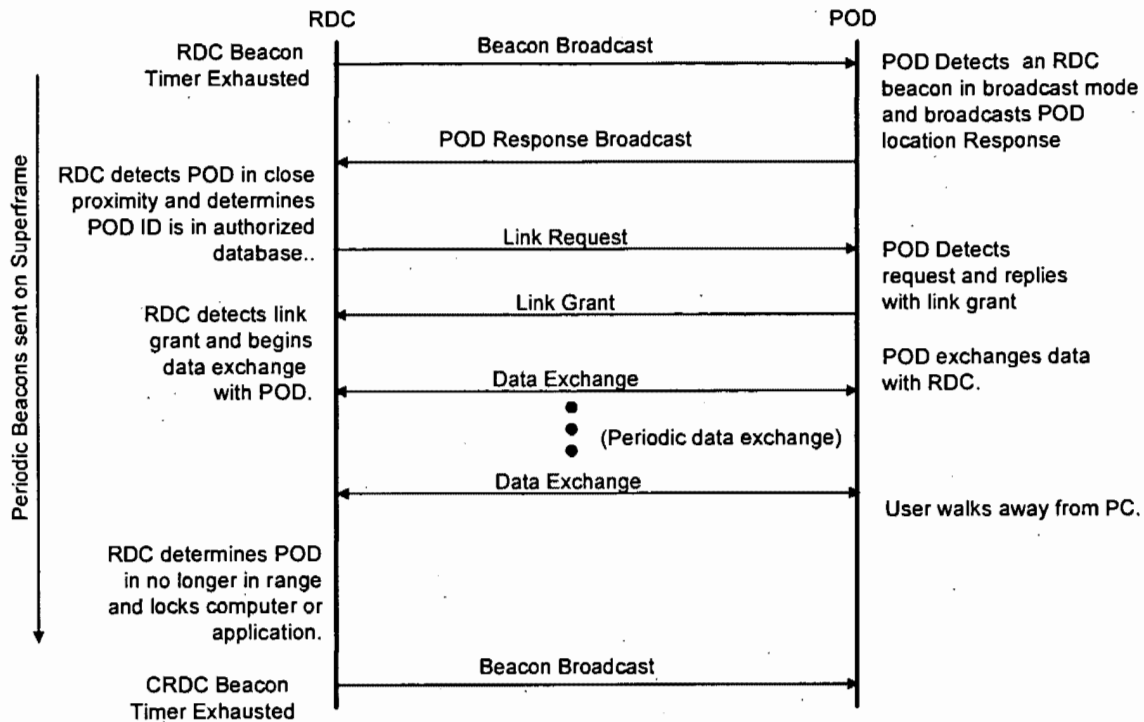 RDC
POD
RDC Beacon
Timer Exhausted
Beacon Broadcast
POD Detects an RDC
beacon in broadcast mode
and broadcasts POD
location Response
POD Response Broadcast
RDC detects POD in close
proximity and determines
POD ID is in authorized
database..
Link Request
POD Detects
request and replies
with link grant
Link Grant
RDC detects link
grant and begins
data exchange
with POD.
POD exchanges data
with RDC.
Data Exchange
(Periodic data exchange)
Data Exchange
User walks away from PC.
Periodic Beacons sent on Superframe
RDC determines POD
in no longer in range
and locks computer or
application.
Beacon Broadcast
CRDC Beacon
Timer Exhausted